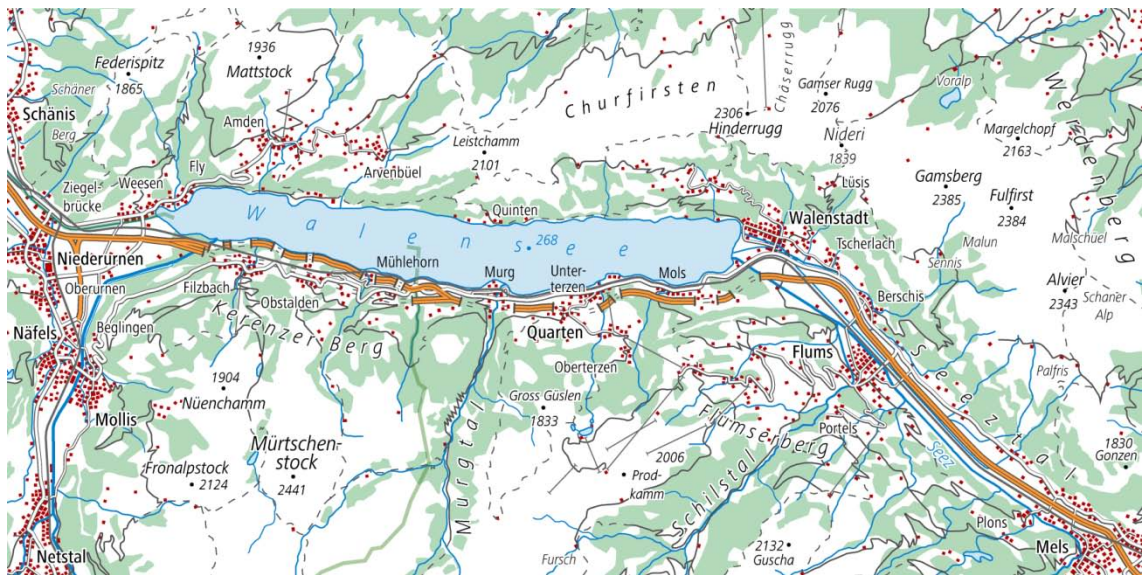 Federispitz
1865
1936
Mattstock
Schäner
Berg
Schänis
Amden
Fly
Weesen
Ziegel-
brücke
Arvenbüel
Leistchamm
2101
Churfirsten
2306
Hinderrugg
Chäserrugg
Gamser Rugg
2076
Nideri
1839
Voralp
Margelchopf
2163
Werdenberg
Gamsberg
2385
Fulfirst
2384
Lüsis
Quinten
Walensee
268
Walenstadt
Tscherlach
Malun
Sennis
Malschüel
Alvier
2343
Schaner
Alp
Niederurnen
Oberurnen
Filzbach
Obstalden
Mühlehorn
Murg
Unter-
terzen
Mols
Berschis
Näfels
Beglingen
Kerenzer Berg
Quarten
Oberterzen
Flums
Seeztal
Palfris
1904
Nüenchamm
Mollis
Gross Güslen
1833
Flumserberg
Portels
Seez
1830
Gonzen
Mürtschen-
stock
2441
Fronalpstock
2124
Murgtal
2006
Prod-
kamm
Schilstal
Netstal
Fursch
2132
Guscha
Plons
Mels